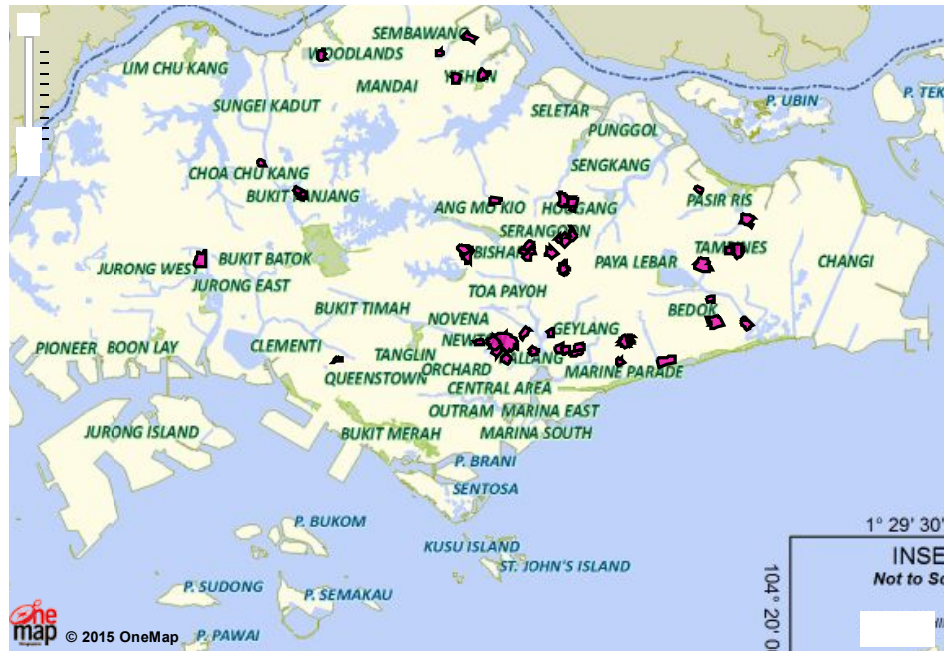 SEMBAWANG
WOODLANDS
LIM CHU KANG
YISHUN
MANDAI
P. UBIN
P. TEK
SUNGEI KADUT
SELETAR
PUNGGOL
SENGKANG
CHOA CHU KANG
BUKIT PANJANG
PASIR RIS
ANG MO KIO
HOUGANG
SERANGOON
BISHAN
TAMPINES
BUKIT BATOK
PAYA LEBAR
CHANGI
JURONG WEST
JURONG EAST
TOA PAYOH
BUKIT TIMAH
BEDOK
NOVENA
GEYLANG
NEWTON
PIONEER
BOON LAY
CLEMENTI
TANGLIN
KALLANG
ORCHARD
MARINE PARADE
QUEENSTOWN
CENTRAL AREA
OUTRAM
MARINA EAST
JURONG ISLAND
BUKIT MERAH
MARINA SOUTH
P. BRANI
SENTOSA
P. BUKOM
1° 29' 30'
KUSU ISLAND
INSE
ST. JOHN'S ISLAND
Not to Sc
104° 20' 0
P. SUDONG
P. SEMAKAU
One
map
© 2015 OneMap
P. PAWAI